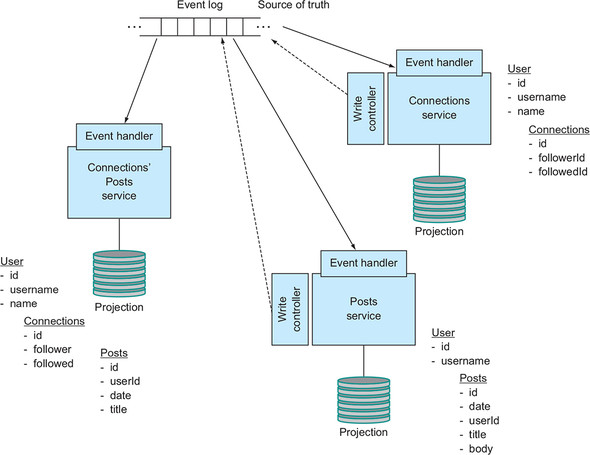 Event log
Source of truth
...
...
Event handler
Write
controller
Connections
service
Projection
User
- id
- username
- name
Connections
- id
- followerId
- followedId
Event handler
Connections'
Posts
service
Projection
User
- id
- username
- name
Connections
- id
- follower
- followed
Posts
- id
- userId
- date
- title
Event handler
Write
controller
Posts
service
Projection
User
- id
- username
Posts
- id
- date
- userId
- title
- body